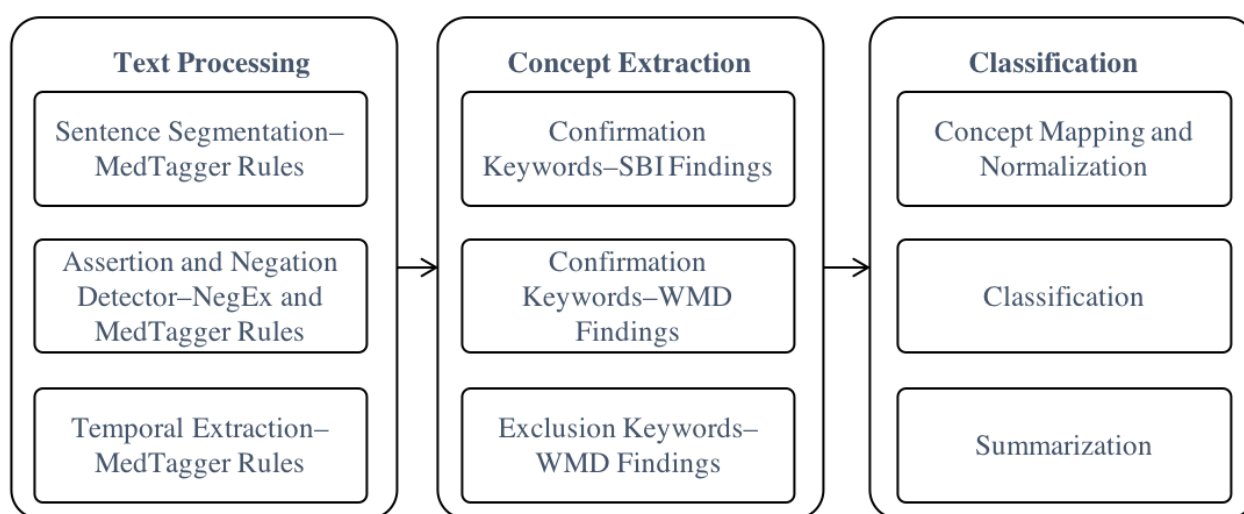 Text Processing
Sentence Segmentation–
MedTagger Rules
Assertion and Negation
Detector–NegEx and
MedTagger Rules
Temporal Extraction–
MedTagger Rules
Concept Extraction
Confirmation
Keywords–SBI Findings
Confirmation
Keywords–WMD
Findings
Exclusion Keywords–
WMD Findings
Classification
Concept Mapping and
Normalization
Classification
Summarization